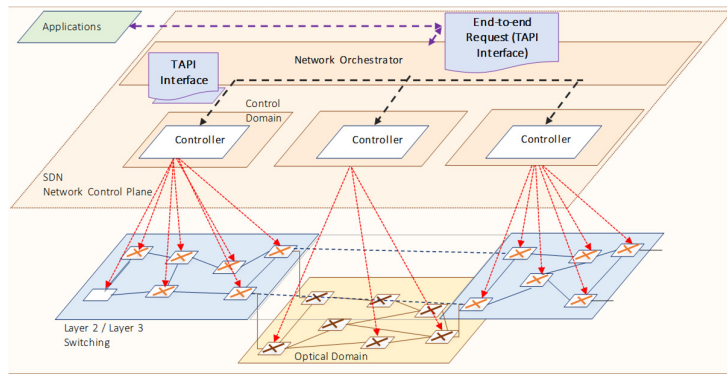 Applications
End-to-end
Request (TAPI
Interface)
Network Orchestrator
TAPI
Interface
Control
Domain
Controller
Controller
Controller
SDN
Network Control Plane
Layer 2 / Layer 3
Switching
Optical Domain